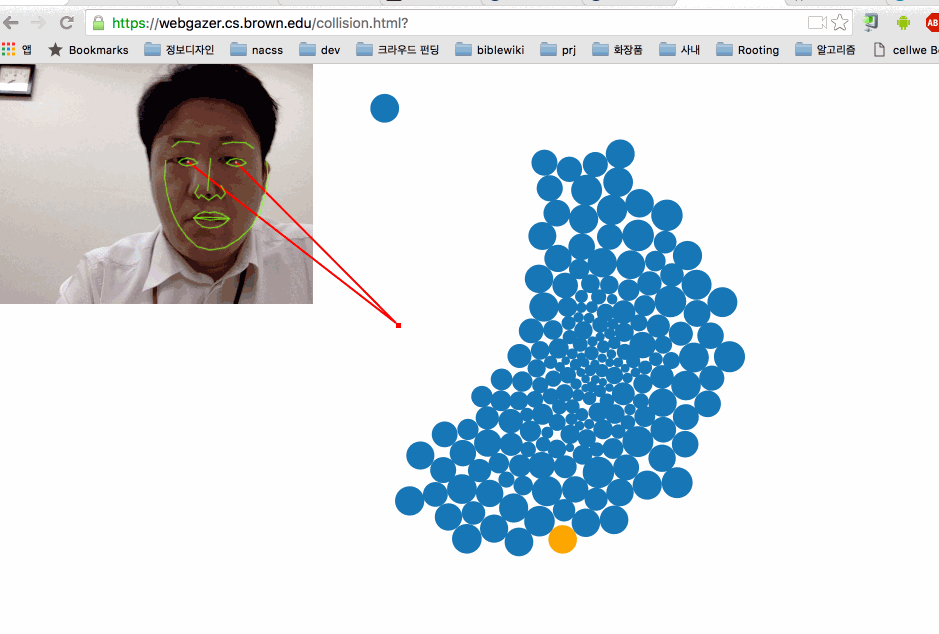 https://webgazer.cs.brown.edu/collision.html?
앱 Bookmarks 정보디자인 nacss dev 크라우드 펀딩 biblewiki prj 화장품 사내 Rooting 알고리즘 cellwe B
AB